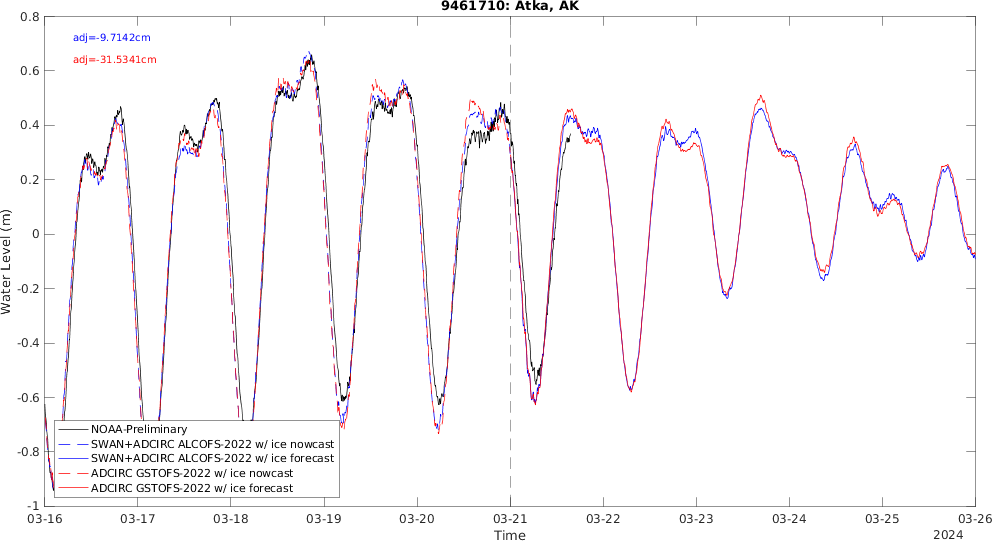 9461710: Atka, AK
adj=-9.7142cm
adj=-31.5341cm
0.8
0.6
0.4
0.2
0
-0.2
-0.4
-0.6
-0.8
-1
Water Level (m)
NOAA-Preliminary
SWAN+ADCIRC ALCOFS-2022 w/ ice nowcast
SWAN+ADCIRC ALCOFS-2022 w/ ice forecast
ADCIRC GSTOFS-2022 w/ ice nowcast
ADCIRC GSTOFS-2022 w/ ice forecast
03-16 03-17 03-18 03-19 03-20 03-21 03-22 03-23 03-24 03-25 03-26
Time
2024